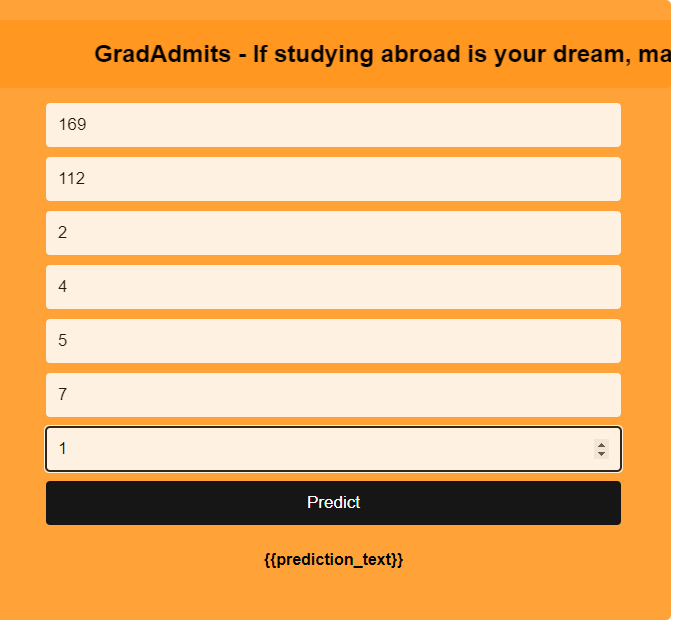 GradAdmits - If studying abroad is your dream, ma
169
112
2
4
5
7
1
Predict
{{prediction_text}}